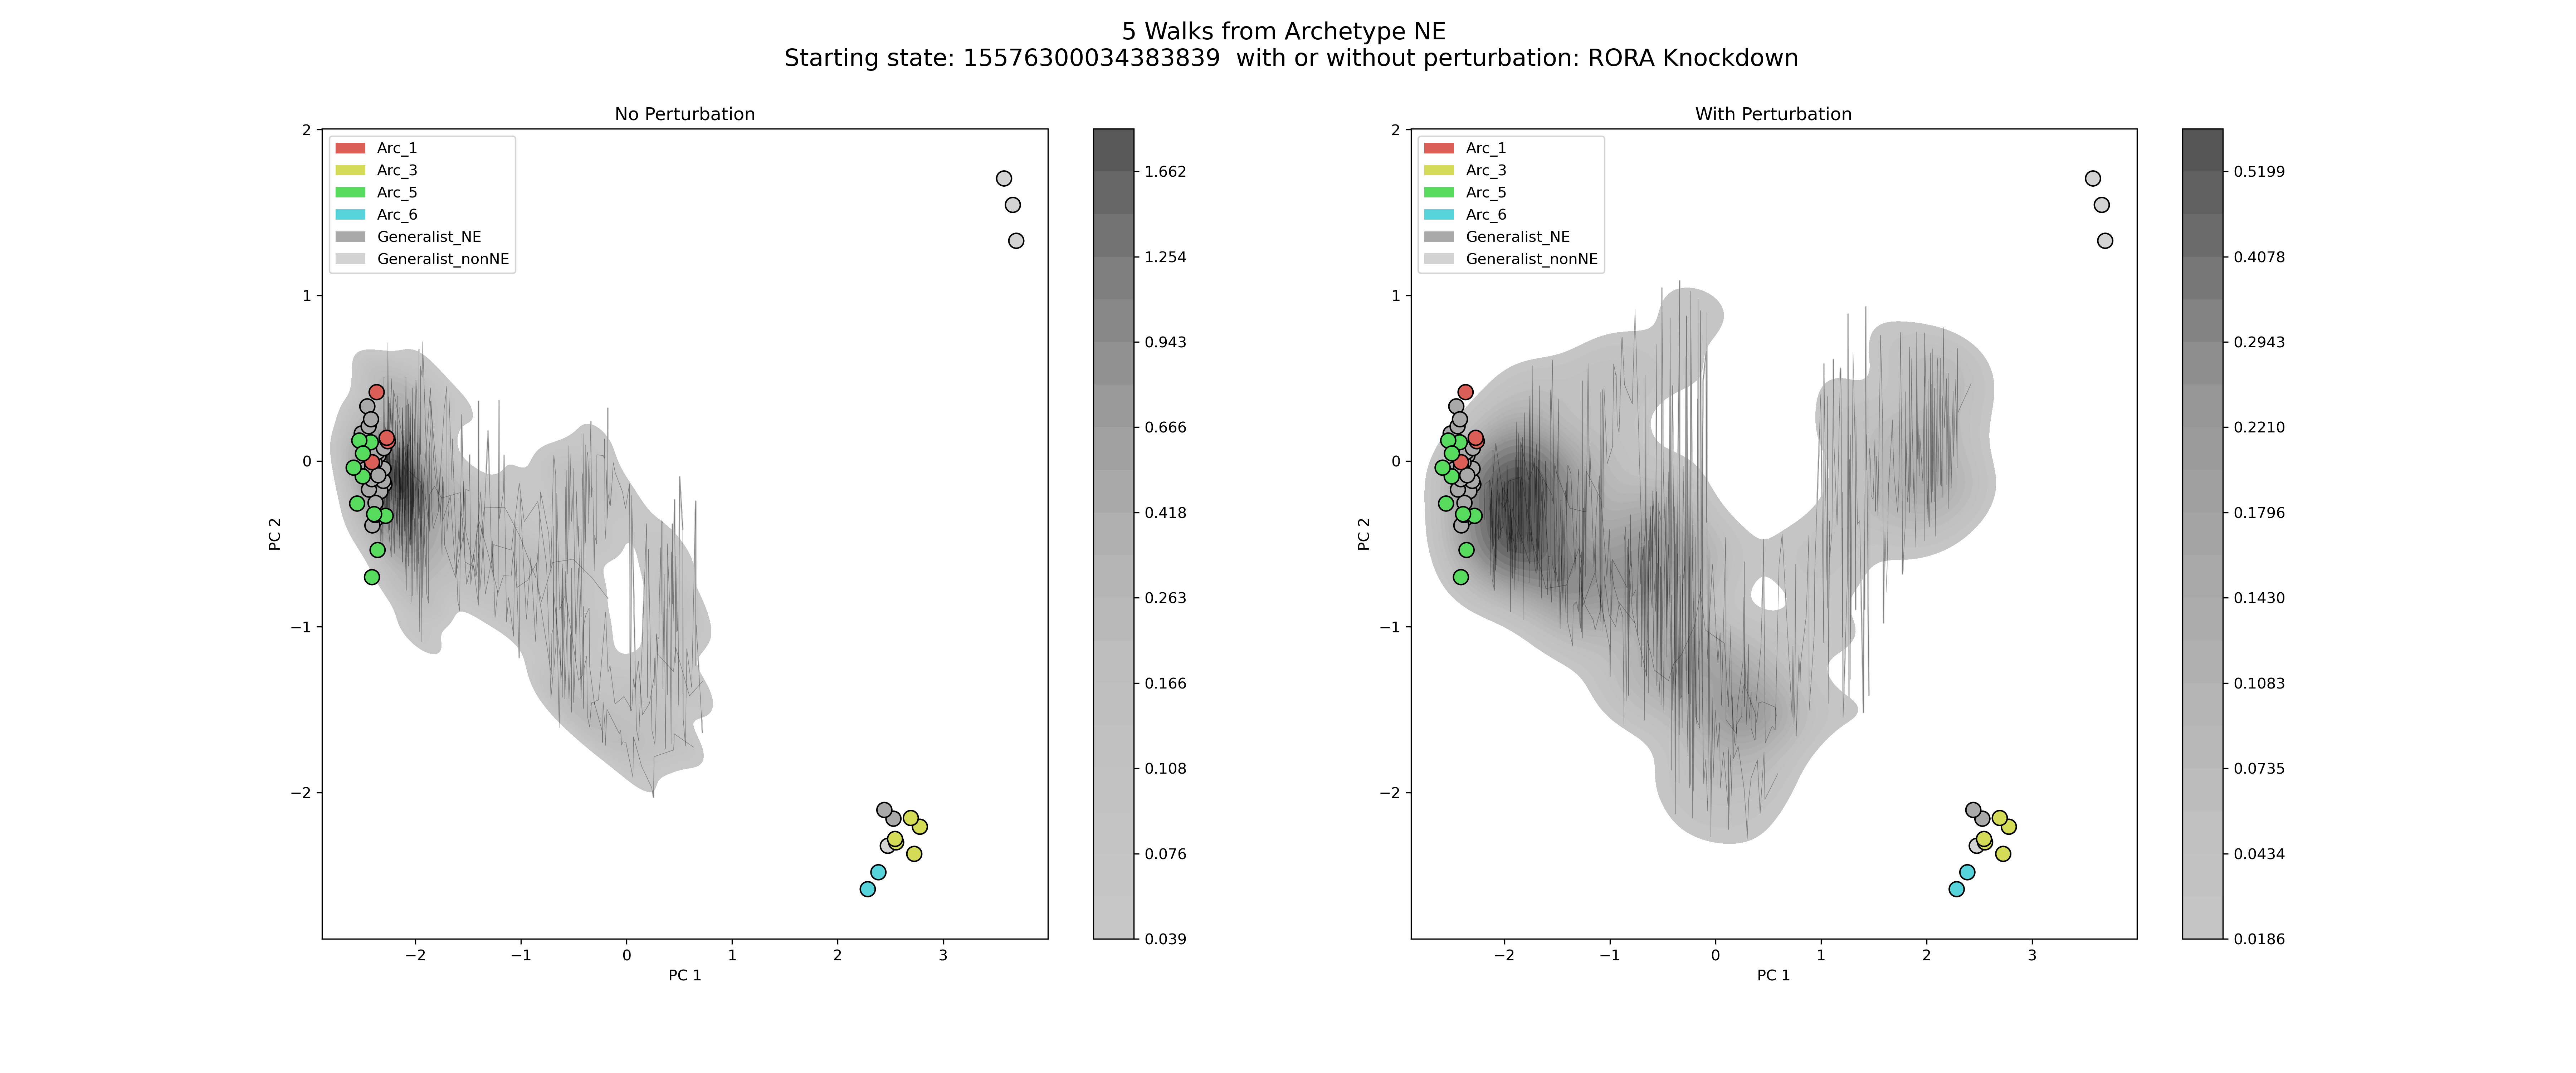 5 Walks from Archetype NE
Starting state: 15576300034383839  with or without perturbation: RORA Knockdown
No Perturbation
Arc_1
Arc_3
Arc_5
Arc_6
Generalist_NE
Generalist_nonNE
2
1
0
−1
−2
PC 2
−2
−1
0
1
2
3
PC 1
1.662
1.254
0.943
0.666
0.418
0.263
0.166
0.108
0.076
0.039
With Perturbation
Arc_1
Arc_3
Arc_5
Arc_6
Generalist_NE
Generalist_nonNE
2
1
0
−1
−2
PC 2
−2
−1
0
1
2
3
PC 1
0.5199
0.4078
0.2943
0.2210
0.1796
0.1430
0.1083
0.0735
0.0434
0.0186